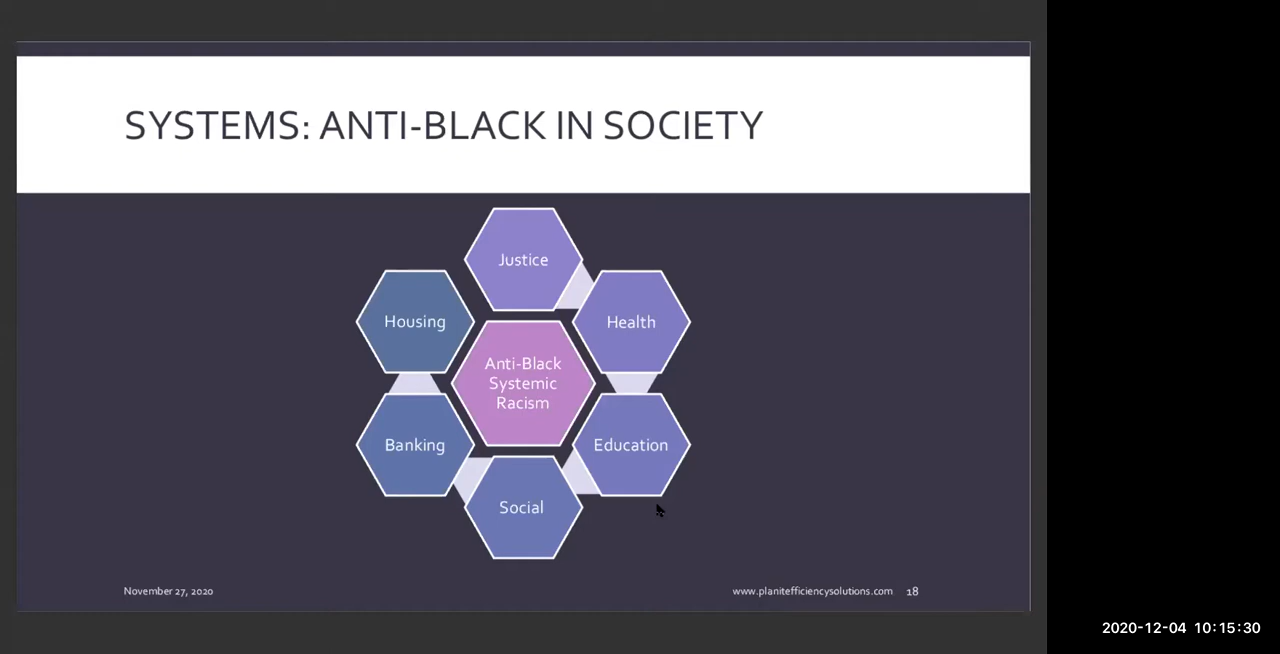 SYSTEMS: ANTI-BLACK IN SOCIETY
Justice
Housing
Health
Anti-Black
Systemic
Racism
Banking
Education
Social
November 27, 2020
www.planitefficiencysolutions.com
18
2020-12-04 10:15:30